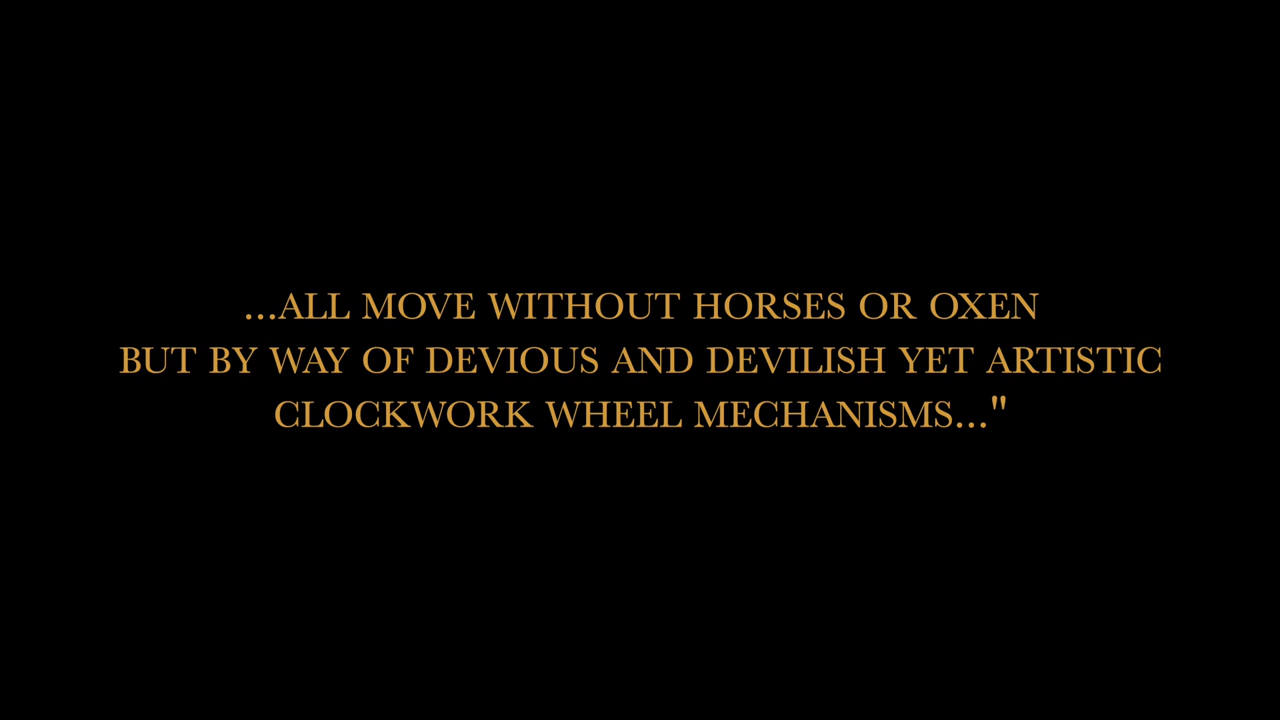 ...ALL MOVE WITHOUT HORSES OR OXEN
BUT BY WAY OF DEVIOUS AND DEVILISH YET ARTISTIC
CLOCKWORK WHEEL MECHANISMS..."